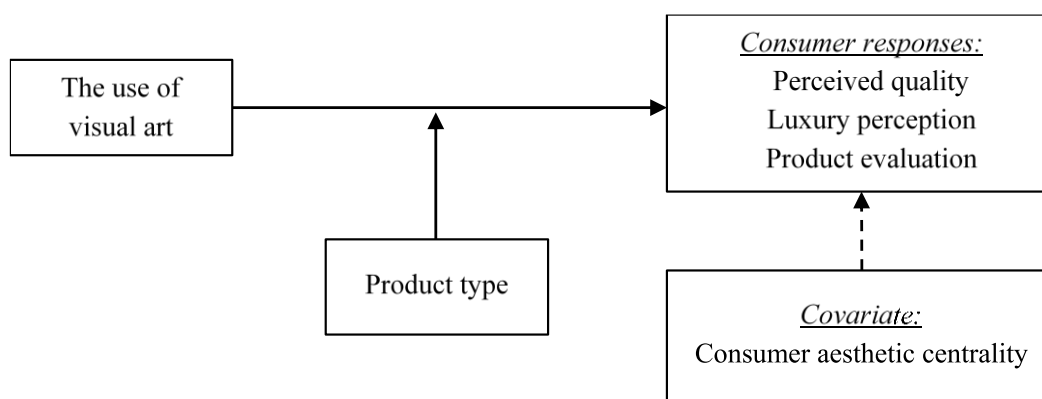 The use of
visual art
Consumer responses:
Perceived quality
Luxury perception
Product evaluation
Product type
Covariate:
Consumer aesthetic centrality